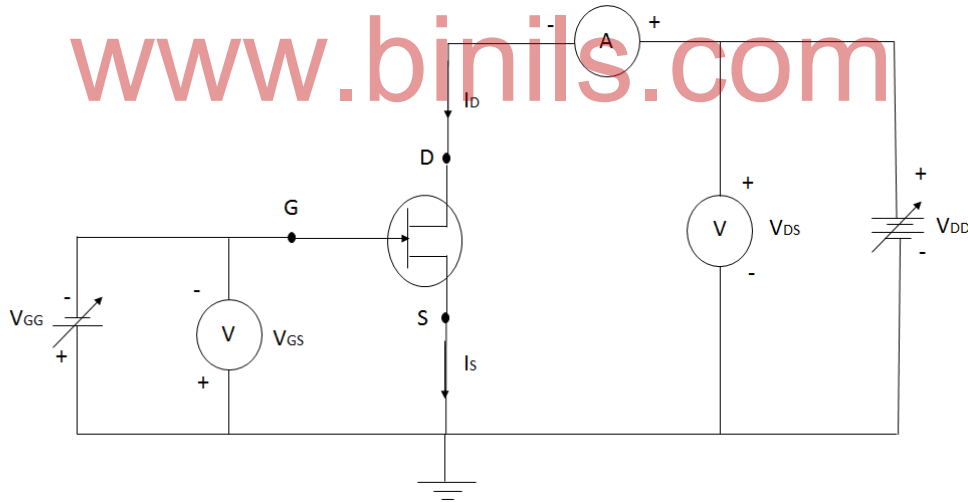 www.binils.com
- A +
ID
D
G
S
IS
- VGG +
- V VGS +
+ V VDS -
+ VDD -